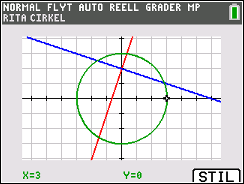 NORMAL FLYT AUTO REELL GRADER MP
RITA CIRKEL
X=3 Y=0 STIL